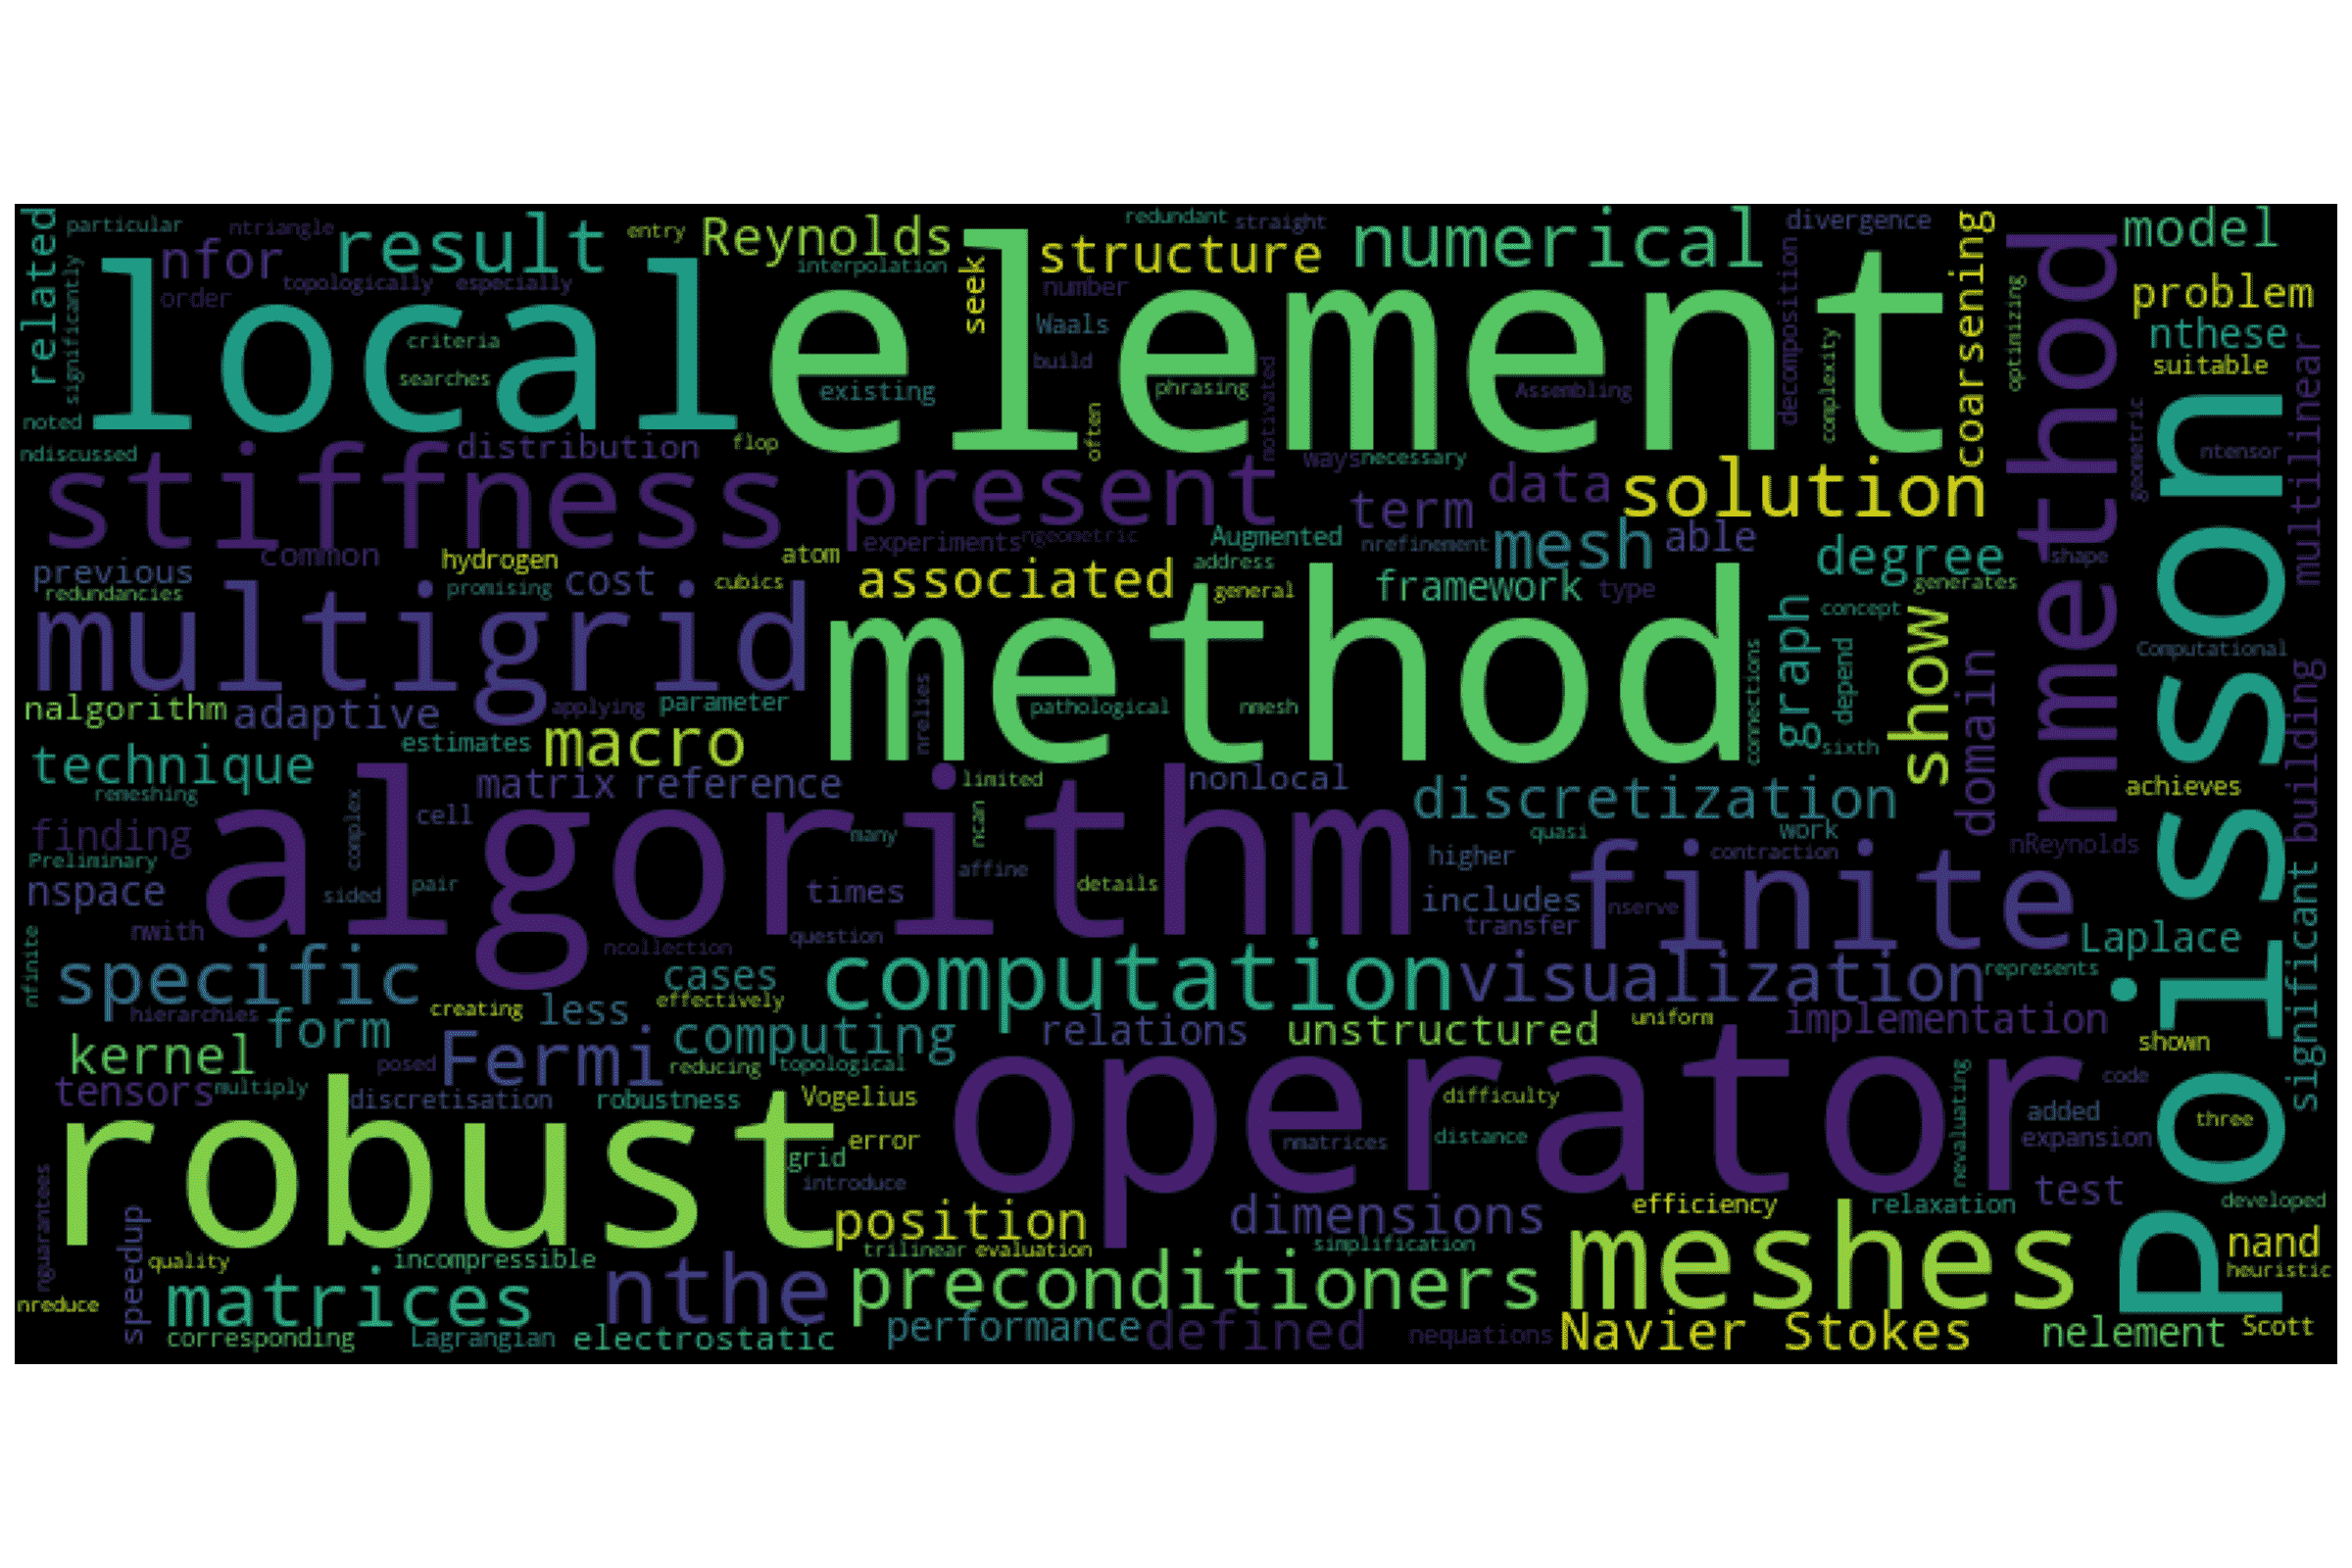 related
particular
ntriangle
result
entry
Reynolds
redundant
straight
numerical
divergence
model
nfor
order
topologically
especially
interpolation
structure
number
seek
decomposition
coarsening
optimizing
nmethod
problem
significantly
local
element
criteria
searches
existing
Waals
build
phrasing
motivated
Assembling
complexity
nthese
suitable
multilinear
noted
ndiscussed
distribution
flop
often
ways
necessary
geometric
ntensor
Poisson
stiffness
present
term
data
solution
common
hydrogen
atom
experiments
ngeometric
Augmented
nrefinement
mesh
able
degree
shape
previous
redundancies
promising
cost
cubics
associated
address
general
framework
type
generates
multigrid
method
graph
concept
show
Computational
nalgorithm
adaptive
applying
parameter
nrelies
pathological
nmesh
connections
depend
domain
building
technique
estimates
macro
sixth
remeshing
matrix
reference
limited
nonlocal
discretization
achieves
finding
algorithm
cell
complex
many
ncan
quasi
work
Preliminary
higher
contraction
nReynolds
nspace
sided
pair
times
affine
details
includes
finite
nserve
significant
nwith
ncollection
question
transfer
Laplace
nfinite
specific
cases
computation
visualization
represents
hierarchies
creating
less
effectively
form
computing
relations
unstructured
uniform
implementation
shown
kernel
Fermi
posed
reducing
topological
operator
nevaluating
code
tensors
multiply
discretisation
robustness
Vogelius
difficulty
added
three
robust
error
nmatrices
distance
expansion
grid
introduce
nguarantees
efficiency
relaxation
test
developed
speedup
position
dimensions
quality
incompressible
trilinear
evaluation
simplification
meshes
nand
heuristic
nreduce
matrices
nthe
preconditioners
corresponding
Lagrangian
electrostatic
performance
defined
nequations
Navier Stokes
nelement
Scott